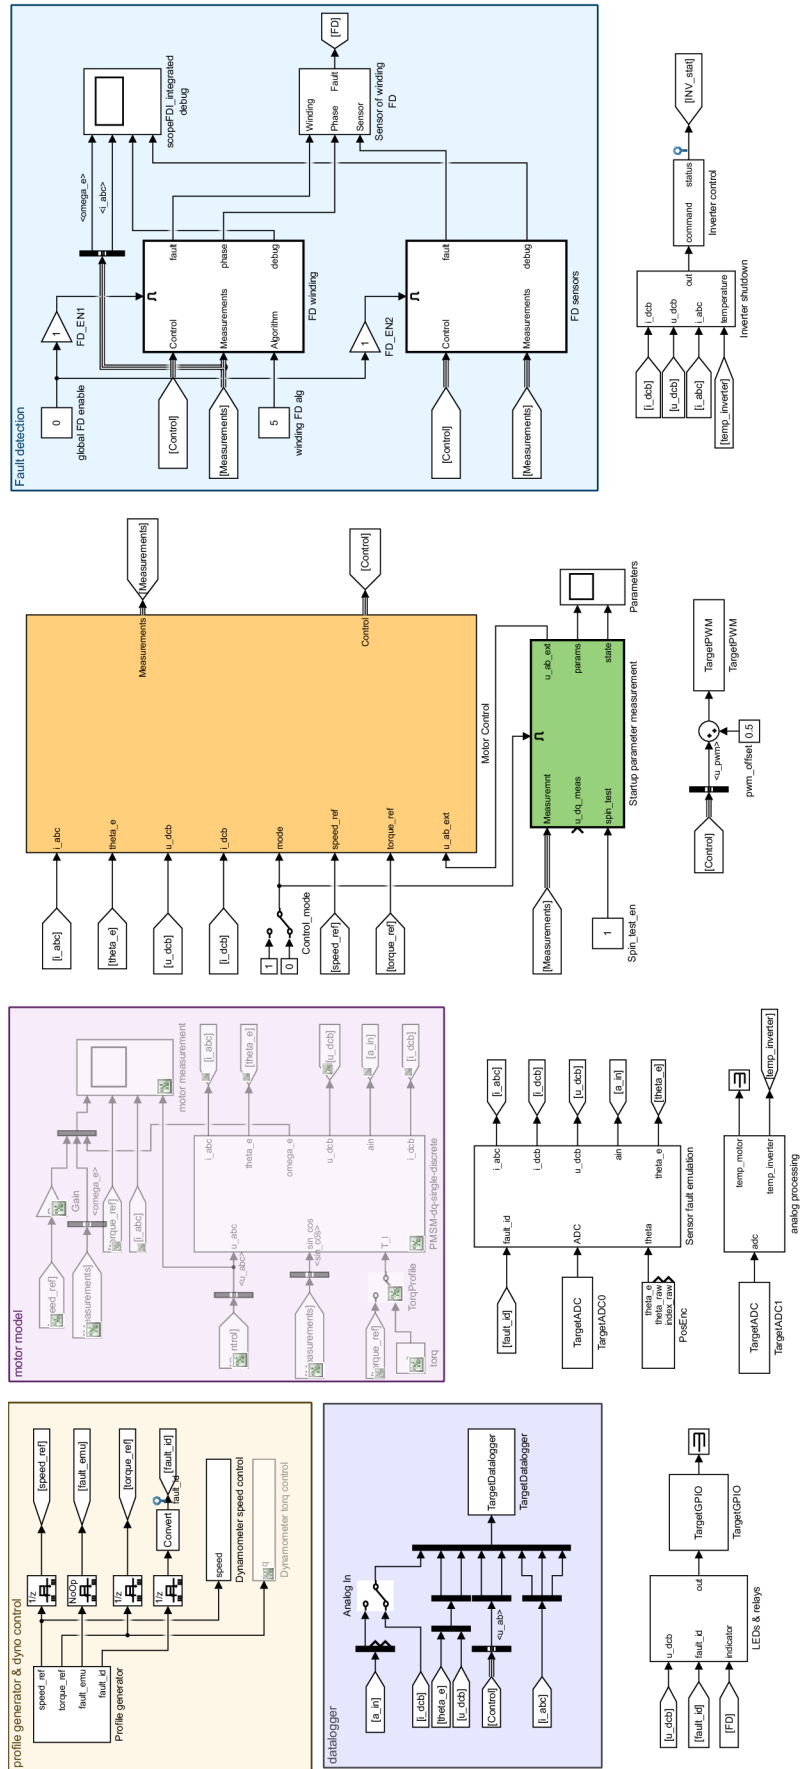 profile generator & dyno control
speed_ref
torque_ref
fault_emu
fault_id
Profile generator
1/z
NoOp
1/z
1/z
Convert
fault_id
[speed_ref]
[fault_emu]
[torque_ref]
[fault_id]
speed
Dynamometer speed control
q
Dynamometer torq control
datalogger
[a_in]
[i_dcb]
[theta_e]
[u_dcb]
[Control]
[i_abc]
Analog In
<u_ab>
TargetDatalogger
TargetDatalogger
[u_dcb]
[fault_id]
[FD]
u_dcb
fault_id
indicator
out
LEDs & relays
TargetGPIO
TargetGPIO
motor model
eed_ref]
asurements]
Gain
<omega_e>
orque_ref]
[i_abc]
motor measurement
ntrol]
<u_abc>
asurements]
<sin_cos>
orque_ref]
torq
TorqProfile
u_abc
sin_cos
T_l
i_abc
theta_e
omega_e
u_dcb
ain
i_dcb
PMSM-dq-single-discrete
[i_abc]
[theta_e]
[u_dcb]
[a_in]
[i_dcb]
[fault_id]
TargetADC
TargetADC0
theta_e
theta_raw
index_raw
PosEnc
fault_id
ADC
theta
i_abc
i_dcb
u_dcb
ain
theta_e
Sensor fault emulation
[i_abc]
[i_dcb]
[u_dcb]
[a_in]
[theta_e]
TargetADC
TargetADC1
adc
temp_motor
temp_inverter
analog processing
[temp_inverter]
[i_abc]
[theta_e]
[u_dcb]
[i_dcb]
1
0
Control_mode
[speed_ref]
[torque_ref]
i_abc
theta_e
u_dcb
i_dcb
mode
speed_ref
torque_ref
u_ab_ext
Measurements
Control
Motor Control
[Measurements]
[Control]
[Measurements]
1
Spin_test_en
Measuremnt
u_dq_meas
spin_test
u_ab_ext
params
state
Startup parameter measurement
Parameters
[Control]
<u_pwm>
0.5
pwm_offset
TargetPWM
TargetPWM
Fault detection
0
global FD enable
1
FD_EN1
[Control]
[Measurements]
5
winding FD alg
1
FD_EN2
Control
Measurements
Algorithm
fault
phase
debug
FD winding
<omega_e>
<i_abc>
scopeFDI_integrated
debug
[Control]
[Measurements]
Control
Measurements
fault
debug
FD sensors
Winding
Phase
Sensor
Fault
Sensor of winding
FD
[FD]
[i_dcb]
[u_dcb]
[i_abc]
[temp_inverter]
i_dcb
u_dcb
i_abc
temperature
out
Inverter shutdown
command
status
Inverter control
[INV_stat]